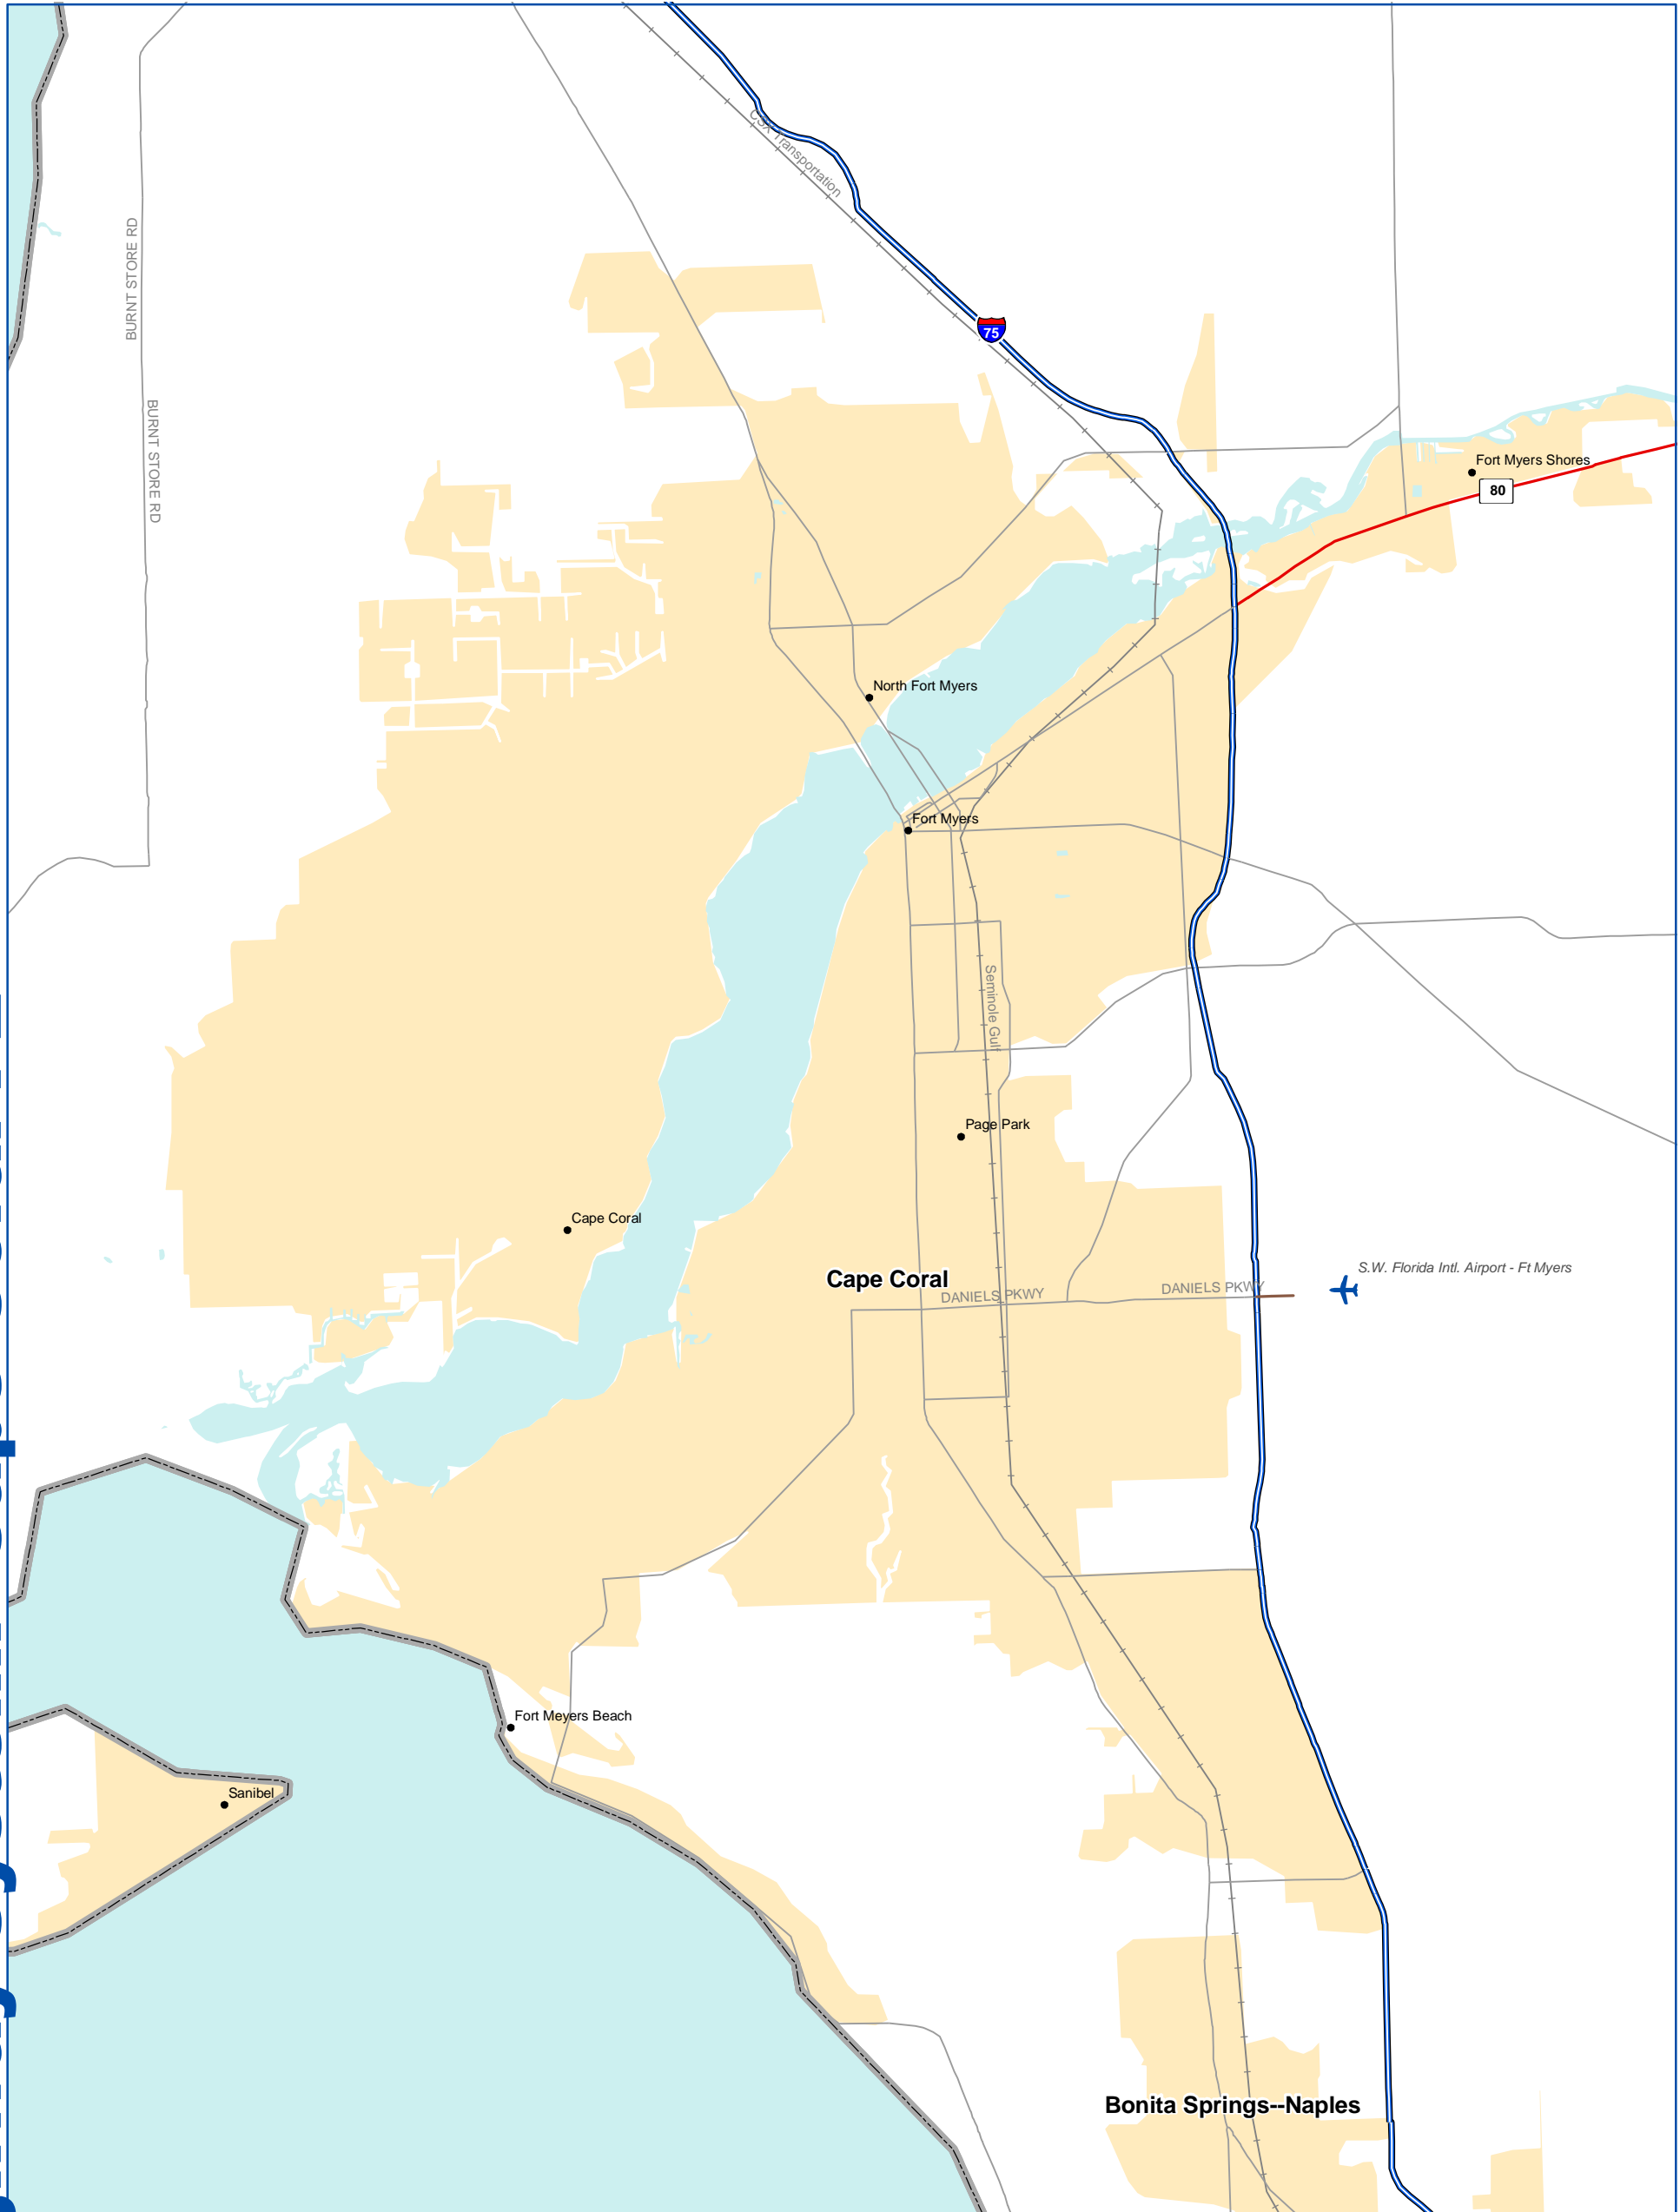 CSX Transportation
BURNT STORE RD
75
BURNT STORE RD
Fort Myers Shores
80
North Fort Myers
Fort Myers
Seminole Gulf
Page Park
Cape Coral
S.W. Florida Intl. Airport - Ft Myers
Cape Coral
DANIELS PKWY
DANIELS PKWY
Fort Meyers Beach
Sanibel
Bonita Springs--Naples